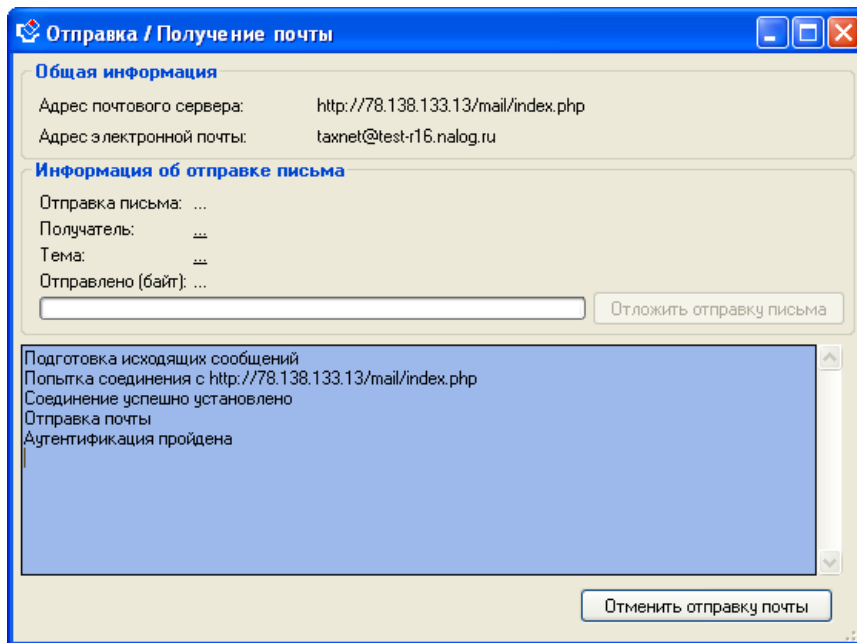 Отправка / Получение почты
Общая информация
Адрес почтового сервера: http://78.138.133.13/mail/index.php
Адрес электронной почты: taxnet@test-r16.nalog.ru
Информация об отправке письма
Отправка письма: ...
Получатель: ...
Тема: ...
Отправлено (байт): ...
Отложить отправку письма
Подготовка исходящих сообщений
Попытка соединения с http://78.138.133.13/mail/index.php
Соединение успешно установлено
Отправка почты
Аутентификация пройдена
Отменить отправку почты